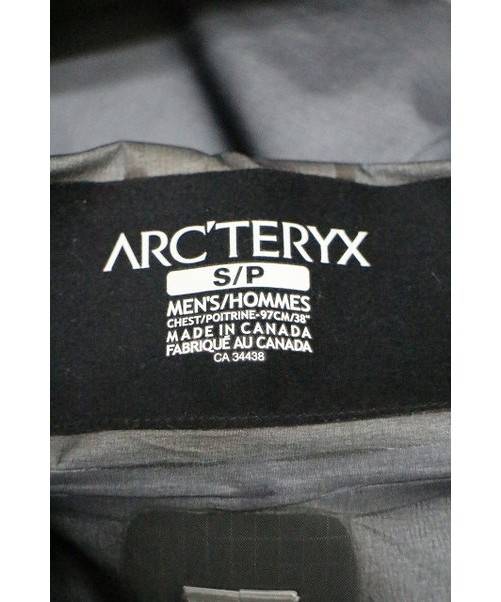 ARC'TERYX
S/P
MEN'S/HOMMES
CHEST/POITRINE-97CM/38"
MADE IN CANADA
FABRIQUÉ AU CANADA
CA 34438